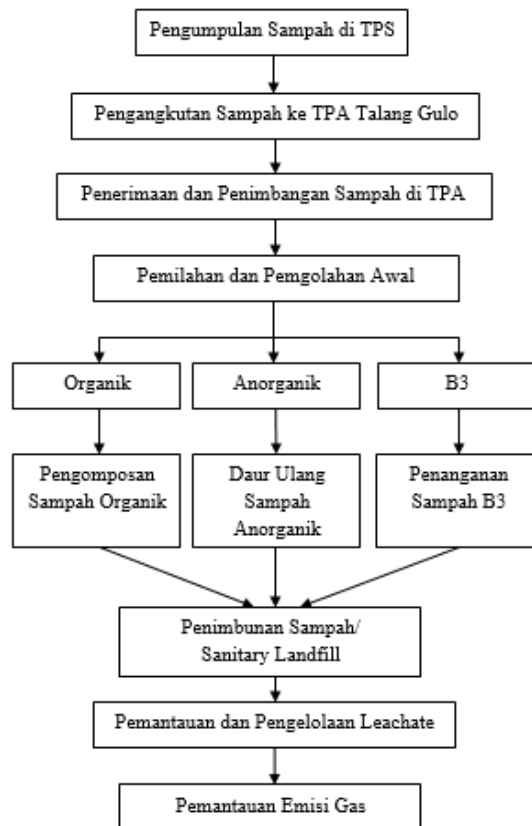 Pengumpulan Sampah di TPS
Pengangkutan Sampah ke TPA Talang Gulo
Penerimaan dan Penimbangan Sampah di TPA
Pemilahan dan Pemgolahan Awal
Organik
Anorganik
B3
Pengomposan
Sampah Organik
Daur Ulang
Sampah
Anorganik
Penanganan
Sampah B3
Penimbunan Sampah/
Sanitary Landfill
Pemantauan dan Pengelolaan Leachate
Pemantauan Emisi Gas